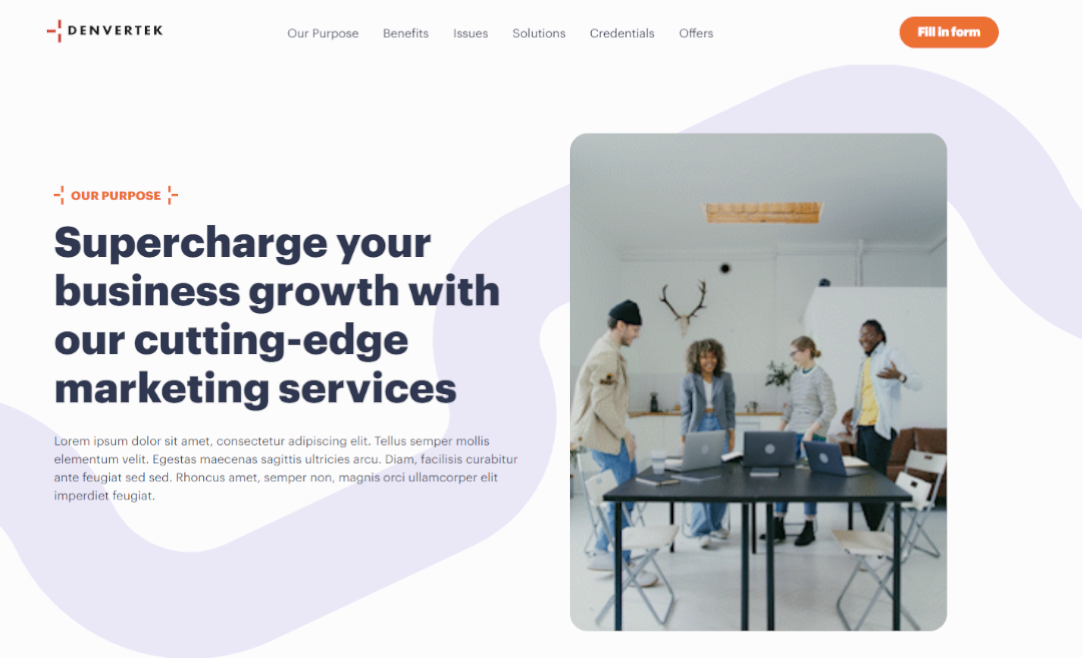 DENVERTEK
Our Purpose Benefits Issues Solutions Credentials Offers
Fill in form
OUR PURPOSE
Supercharge your
business growth with
our cutting-edge
marketing services
Lorem ipsum dolor sit amet, consectetur adipiscing elit. Tellus semper mollis
elementum velit. Egestas maecenas sagittis ultricies arcu. Diam, facilisis curabitur
ante feugiat sed sed. Rhoncus amet, semper non, magnis orci ullamcorper elit
imperdiet feugiat.